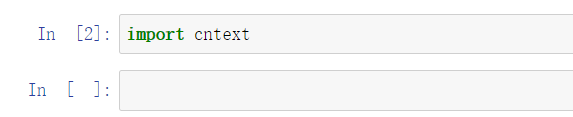 In [2]: import cntext
In [ ]: